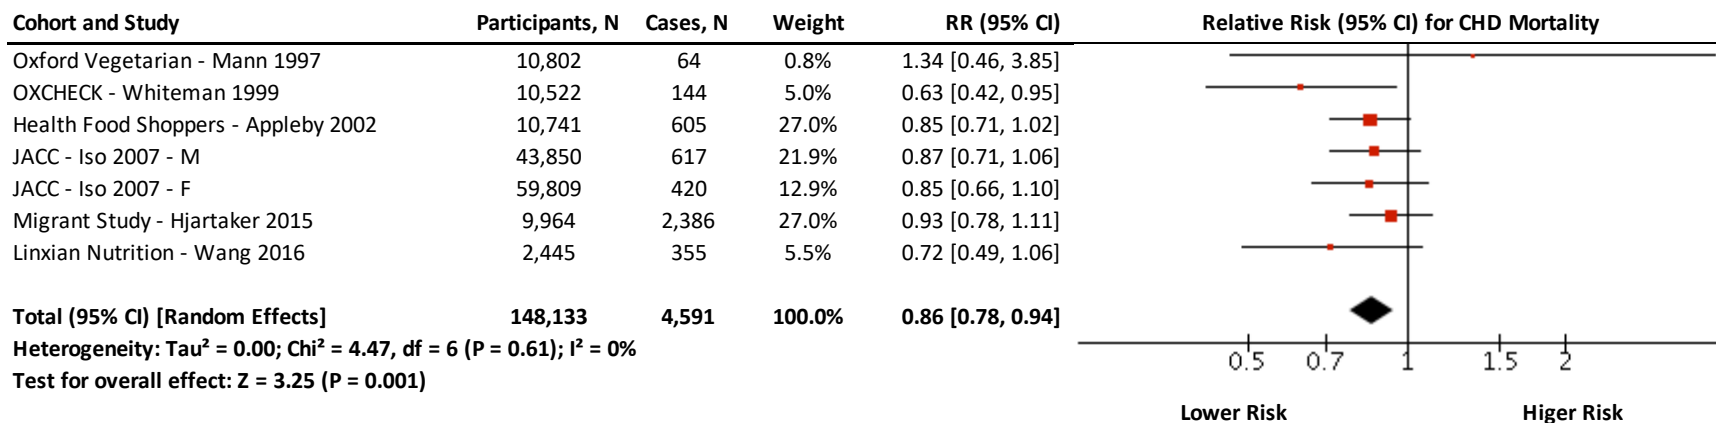 Cohort and Study Participants, N Cases, N Weight RR (95% CI) Relative Risk (95% CI) for CHD Mortality
Oxford Vegetarian - Mann 1997 10,802 64 0.8% 1.34 [0.46, 3.85]
OXCHECK - Whiteman 1999 10,522 144 5.0% 0.63 [0.42, 0.95]
Health Food Shoppers - Appleby 2002 10,741 605 27.0% 0.85 [0.71, 1.02]
JACC - Iso 2007 - M 43,850 617 21.9% 0.87 [0.71, 1.06]
JACC - Iso 2007 - F 59,809 420 12.9% 0.85 [0.66, 1.10]
Migrant Study - Hjartaker 2015 9,964 2,386 27.0% 0.93 [0.78, 1.11]
Linxian Nutrition - Wang 2016 2,445 355 5.5% 0.72 [0.49, 1.06]
Total (95% CI) [Random Effects] 148,133 4,591 100.0% 0.86 [0.78, 0.94]
Heterogeneity: Tau² = 0.00; Chi² = 4.47, df = 6 (P = 0.61); I² = 0%
0.5 0.7 1 1.5 2
Test for overall effect: Z = 3.25 (P = 0.001)
Lower Risk Higer Risk